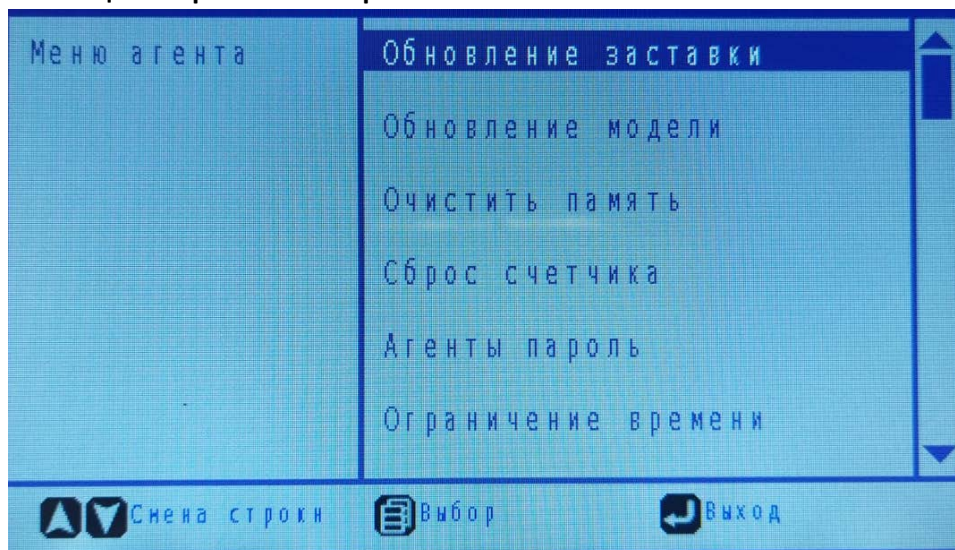 Меню агента
Обновление заставки
Обновление модели
Очистить память
Сброс счетчика
Агенты пароль
Ограничение времени
Смена строки
Выбор
Выход